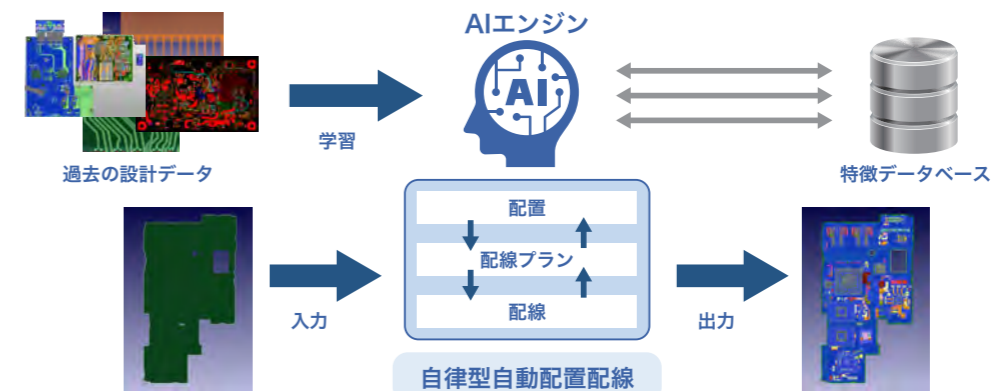 AIエンジン
AI
学習
過去の設計データ
特徴データベース
配置
配線プラン
配線
入力
出力
自律型自動配置配線